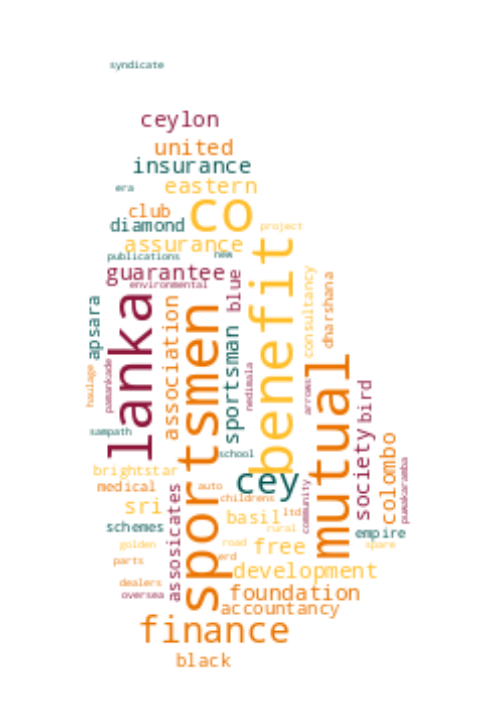 syndicate
ceylon
united
insurance
era
eastern
club
co
diamond
project
assurance
publications
new
guarantee
environmental
blue
benefit
consultancy
dharshana
apsara
lanka
association
sportsmen
sportsman
mutual
haulage
pamankade
nedimala
arrows
bird
society
colombo
punakaramba
sampath
school
brightstar
cey
medical
auto
childrens
community
sri
assosicates
basil
ltd
schemes
rural
empire
golden
road
free
spare
parts
erd
development
dealers
oversea
foundation
accountancy
finance
black